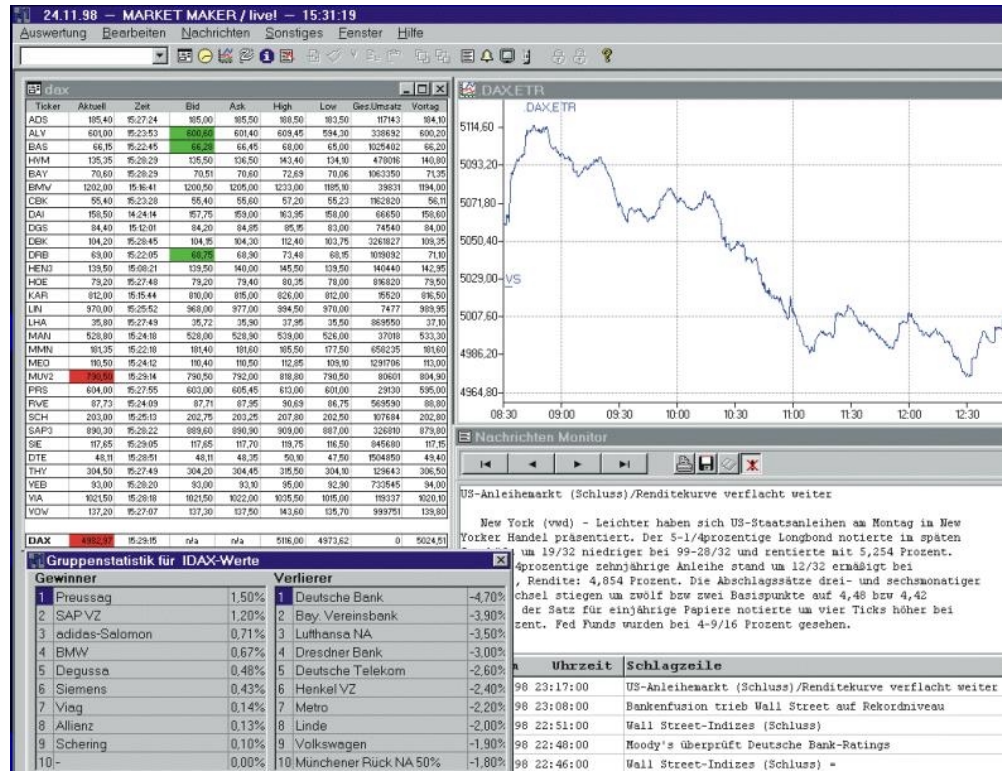 24.11.98 — MARKET MAKER / live! — 15:31:19
Auswertung Bearbeiten Nachrichten Sonstiges Fenster Hilfe
dax
Ticker Aktuell Zeit Bid Ask High Low Ges.Umsatz Vortag
ADS 185,40 15:27:24 185,00 185,50 188,50 183,50 117143 184,10
ALV 601,00 15:23:53 600,60 601,40 609,45 594,30 338692 600,20
BAS 66,15 15:22:45 66,28 66,45 68,00 65,00 1025402 66,20
HVM 135,35 15:28:29 135,50 136,50 143,40 134,10 478016 140,80
BAY 70,60 15:28:29 70,51 70,60 72,69 70,06 1063350 71,35
BMW 1202,00 15:16:41 1200,50 1205,00 1233,00 1185,10 39831 1194,00
CBK 55,40 15:23:28 55,40 55,60 57,20 55,23 1162820 56,11
DAI 158,50 14:24:14 157,75 159,00 163,95 158,00 66650 158,60
DGS 84,40 15:12:01 84,20 84,85 85,15 83,00 74540 84,00
DBK 104,20 15:28:45 104,15 104,30 112,40 103,75 3261827 109,35
DRB 69,00 15:22:05 68,75 68,90 73,48 68,15 1019892 71,10
HEN3 139,50 15:08:21 139,50 140,00 145,50 139,50 140440 142,95
HOE 79,20 15:27:48 79,20 79,40 80,35 78,00 816820 79,50
KAR 812,00 15:15:44 810,00 815,00 826,00 812,00 15520 816,50
LIN 970,00 15:25:52 968,00 977,00 994,50 970,00 7477 989,95
LHA 35,80 15:27:49 35,72 35,90 37,95 35,50 869550 37,10
MAN 528,80 15:24:18 528,00 528,90 539,00 526,00 37018 533,30
MMN 181,35 15:22:18 181,40 181,60 185,50 177,50 658235 181,60
MEO 110,50 15:24:12 110,40 110,50 112,85 109,10 1291706 113,00
MUV2 790,50 15:29:14 790,50 792,00 818,80 790,50 80601 804,90
PRS 604,00 15:27:55 603,00 605,45 613,00 601,00 29130 595,00
RWE 87,73 15:24:09 87,71 87,95 90,69 86,75 569590 88,80
SCH 203,00 15:25:13 202,75 203,25 207,80 202,50 107684 202,80
SAP3 890,30 15:28:22 889,60 890,90 909,00 887,00 326810 879,80
SIE 117,65 15:29:05 117,65 117,70 119,75 116,50 845680 117,15
DTE 48,11 15:28:51 48,11 48,35 50,10 47,50 1504850 49,40
THY 304,50 15:27:49 304,20 304,45 315,50 304,10 129643 306,50
VEB 93,00 15:28:20 93,00 93,10 95,00 92,90 733545 94,00
VIA 1021,50 15:28:18 1021,50 1022,00 1035,50 1015,00 119337 1020,10
VOW 137,20 15:27:07 137,30 137,50 143,60 135,70 999751 139,80
DAX 4982,97 15:29:15 n/a n/a 5116,00 4973,62 0 5024,51
DAX.ETR
DAX.ETR
5114,60
5093,20
5071,80
5050,40
5029,00 VS
5007,60
4986,20
4964,80
08:30 09:00 09:30 10:00 10:30 11:00 11:30 12:00 12:30
Nachrichten Monitor
US-Anleihemarkt (Schluss)/Renditekurve verflacht weiter
New York (vwd) - Leichter haben sich US-Staatsanleihen am Montag in New
Yorker Handel präsentiert. Der 5-1/4prozentige Longbond notierte im späten
um 19/32 niedriger bei 99-28/32 und rentierte mit 5,254 Prozent.
4prozentige zehnjährige Anleihe stand um 12/32 ermäßigt bei
, Rendite: 4,854 Prozent. Die Abschlagssätze drei- und sechsmonatiger
chsel stiegen um zwölf bzw zwei Basispunkte auf 4,48 bzw 4,42
der Satz für einjährige Papiere notierte um vier Ticks höher bei
zent. Fed Funds wurden bei 4-9/16 Prozent gesehen.
Uhrzeit Schlagzeile
98 23:17:00 US-Anleihemarkt (Schluss)/Renditekurve verflacht weiter
98 23:08:00 Bankenfusion trieb Wall Street auf Rekordniveau
98 22:51:00 Wall Street-Indizes (Schluss)
98 22:48:00 Moody's überprüft Deutsche Bank-Ratings
98 22:46:00 Wall Street-Indizes (Schluss) =
Gruppenstatistik für IDAX-Werte
Gewinner Verlierer
1 Preussag 1,50% 1 Deutsche Bank -4,70%
2 SAP VZ 1,20% 2 Bay. Vereinsbank -3,90%
3 adidas-Salomon 0,71% 3 Lufthansa NA -3,50%
4 BMW 0,67% 4 Dresdner Bank -3,00%
5 Degussa 0,48% 5 Deutsche Telekom -2,60%
6 Siemens 0,43% 6 Henkel VZ -2,40%
7 Viag 0,14% 7 Metro -2,20%
8 Allianz 0,13% 8 Linde -2,00%
9 Schering 0,10% 9 Volkswagen -1,90%
10 - 0,00% 10 Münchener Rück NA 50% -1,80%